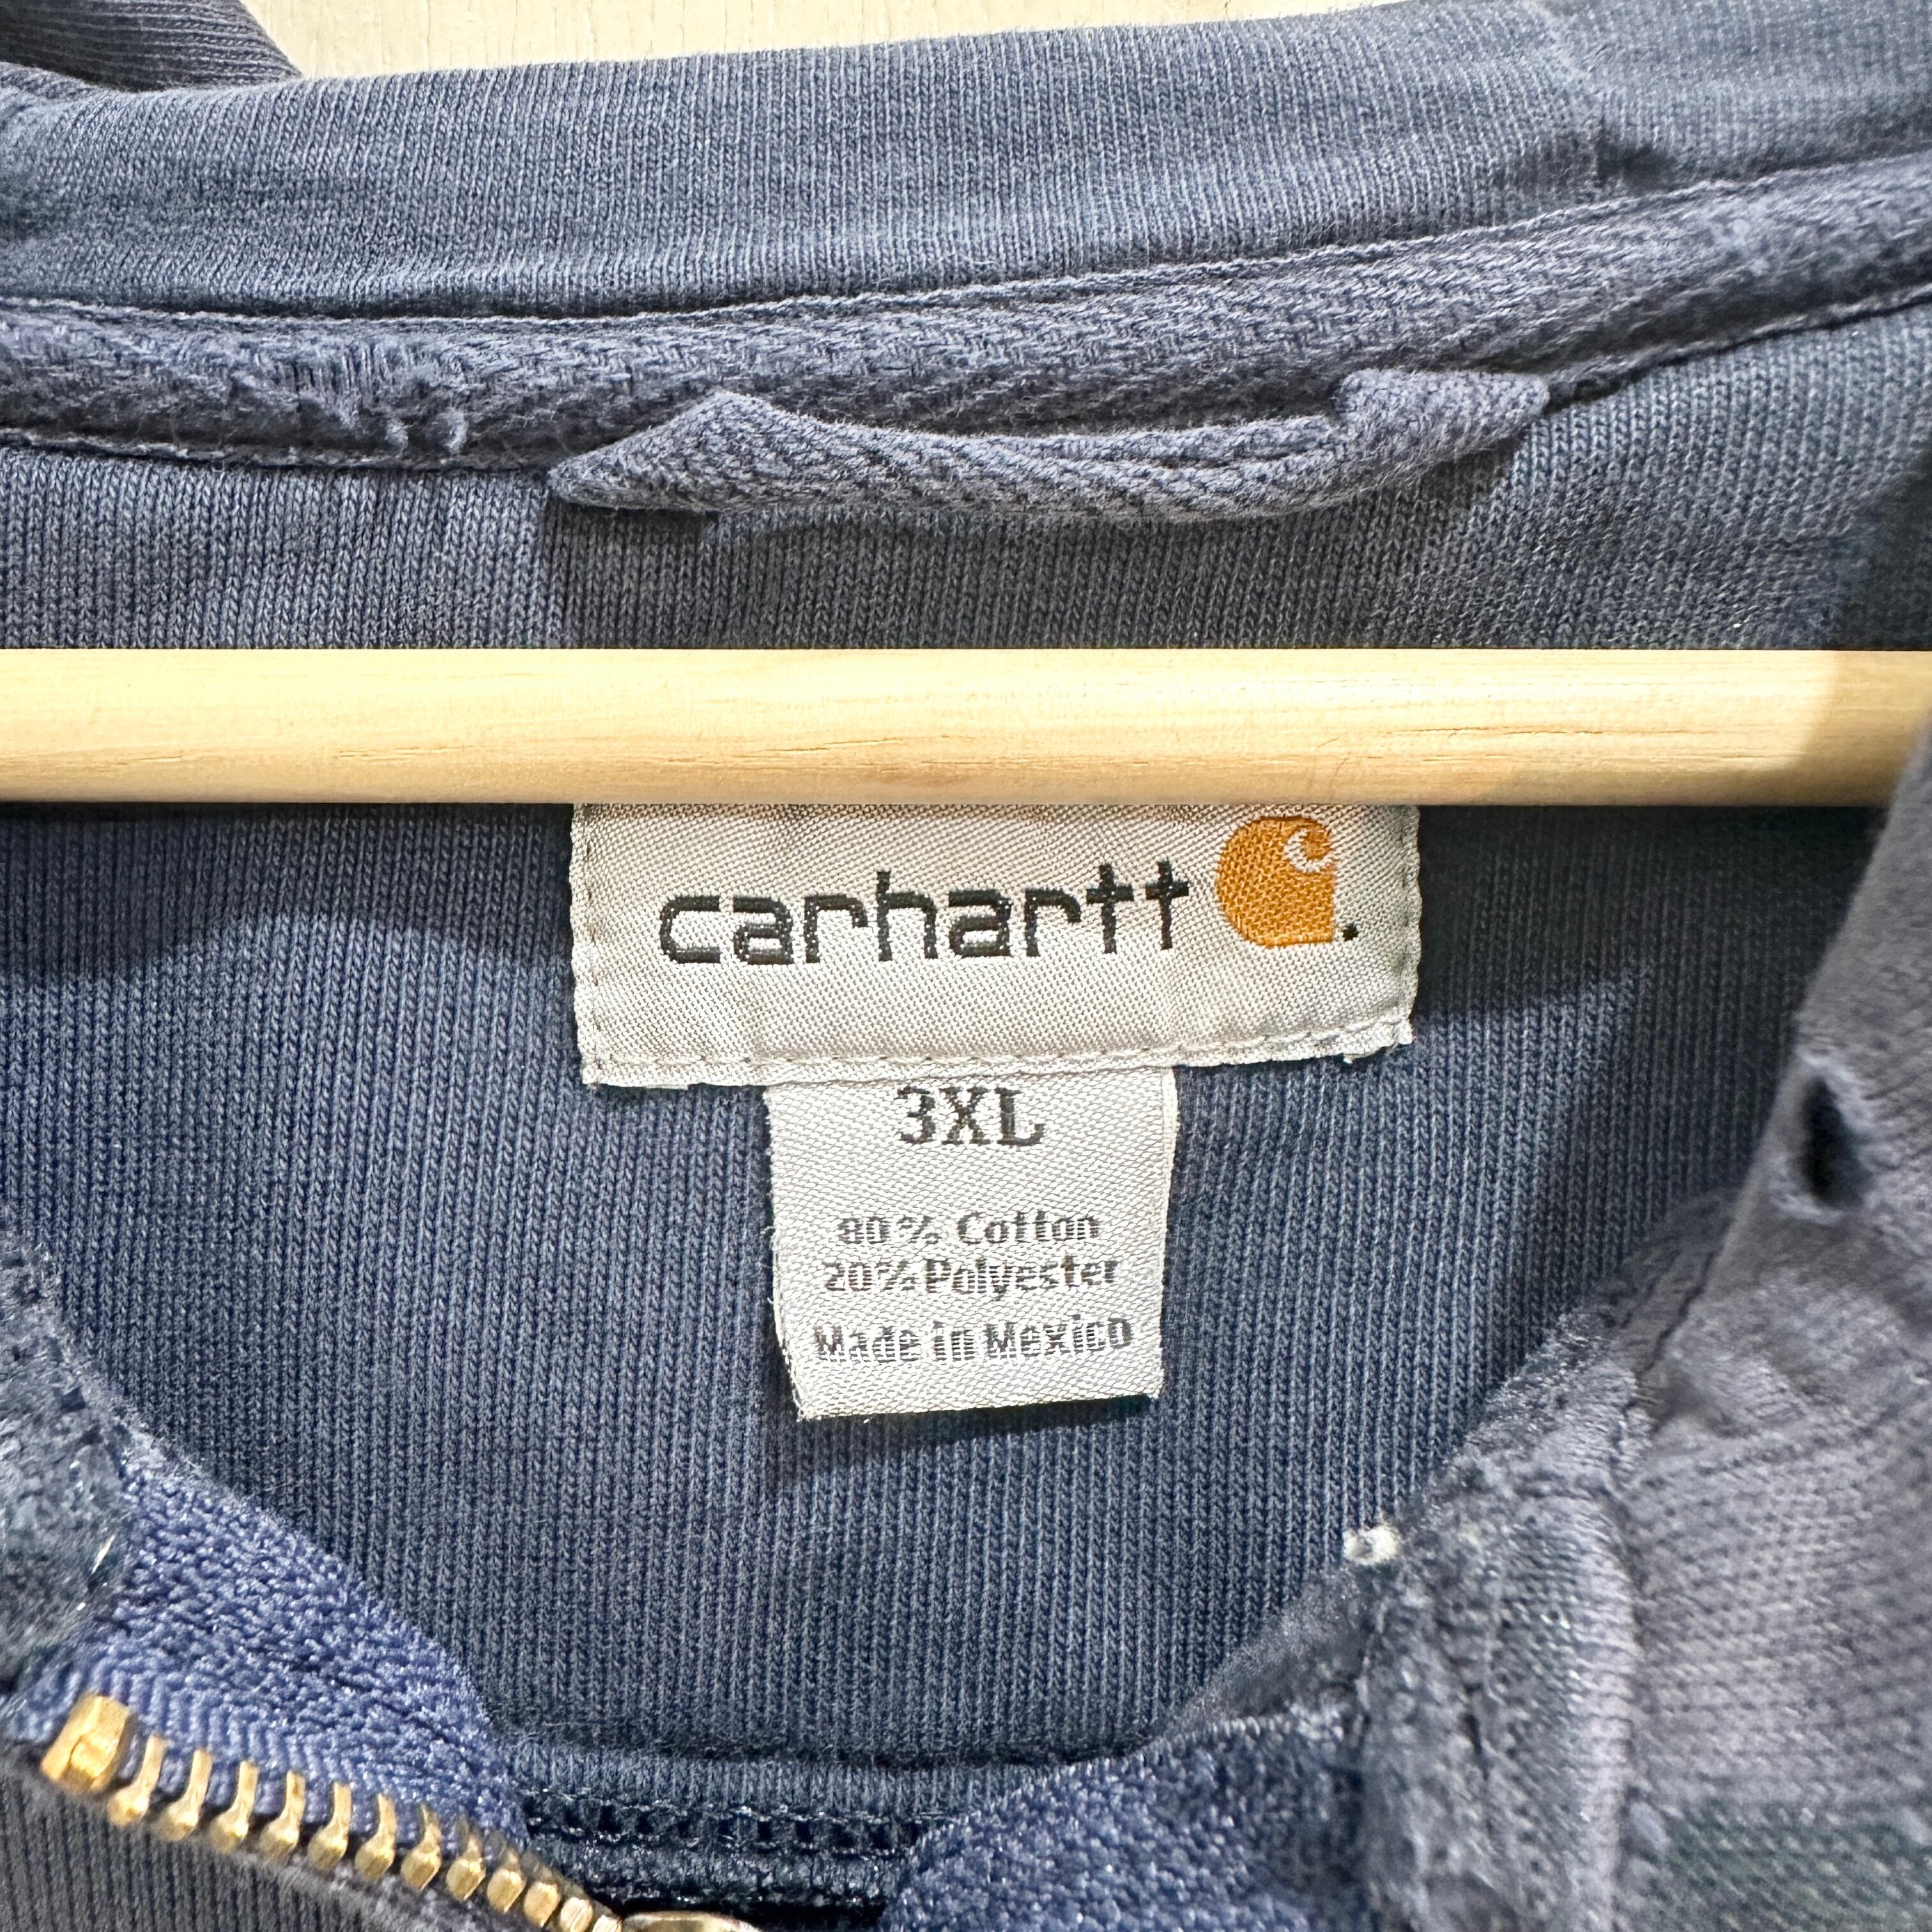 carhartt
3XL
80% Cotton
20% Polyester
Made in Mexico